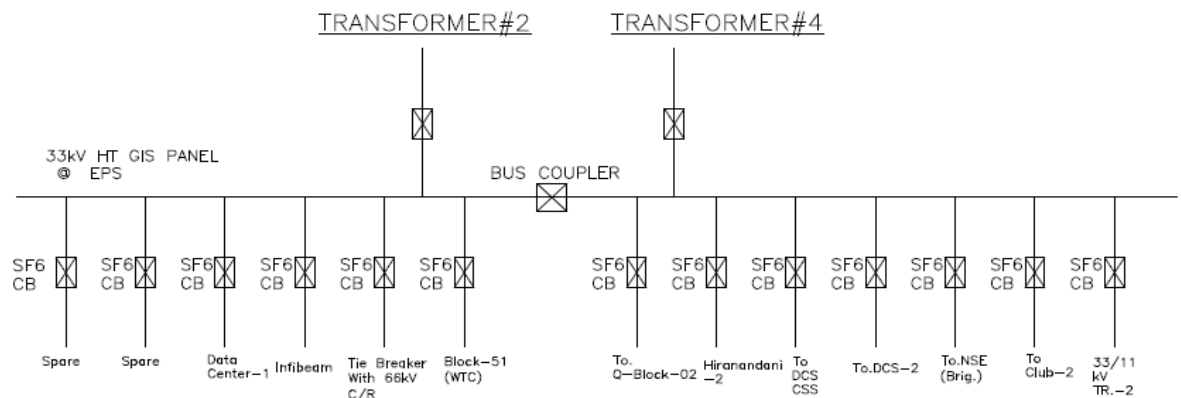 TRANSFORMER#2
TRANSFORMER#4
33kV HT GIS PANEL
@ EPS
BUS COUPLER
SF6
CB
SF6
CB
SF6
CB
SF6
CB
SF6
CB
SF6
CB
SF6
CB
SF6
CB
SF6
CB
SF6
CB
SF6
CB
SF6
CB
SF6
CB
Spare
Spare
Data
Center-1
Infibeam
Tie Breaker
With 66kV
C/R
Block-51
(WTC)
To.
Q-Block-02
Hiranandani
-2
To
DCS
CSS
To.DCS-2
To.NSE
(Brig.)
To
Club-2
33/11
kV
TR.-2